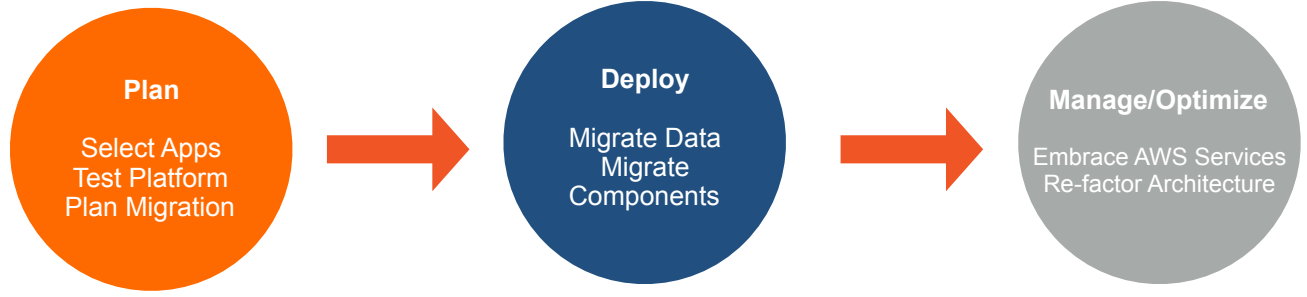 Plan
Select Apps
Test Platform
Plan Migration
Deploy
Migrate Data
Migrate
Components
Manage/Optimize
Embrace AWS Services
Re-factor Architecture